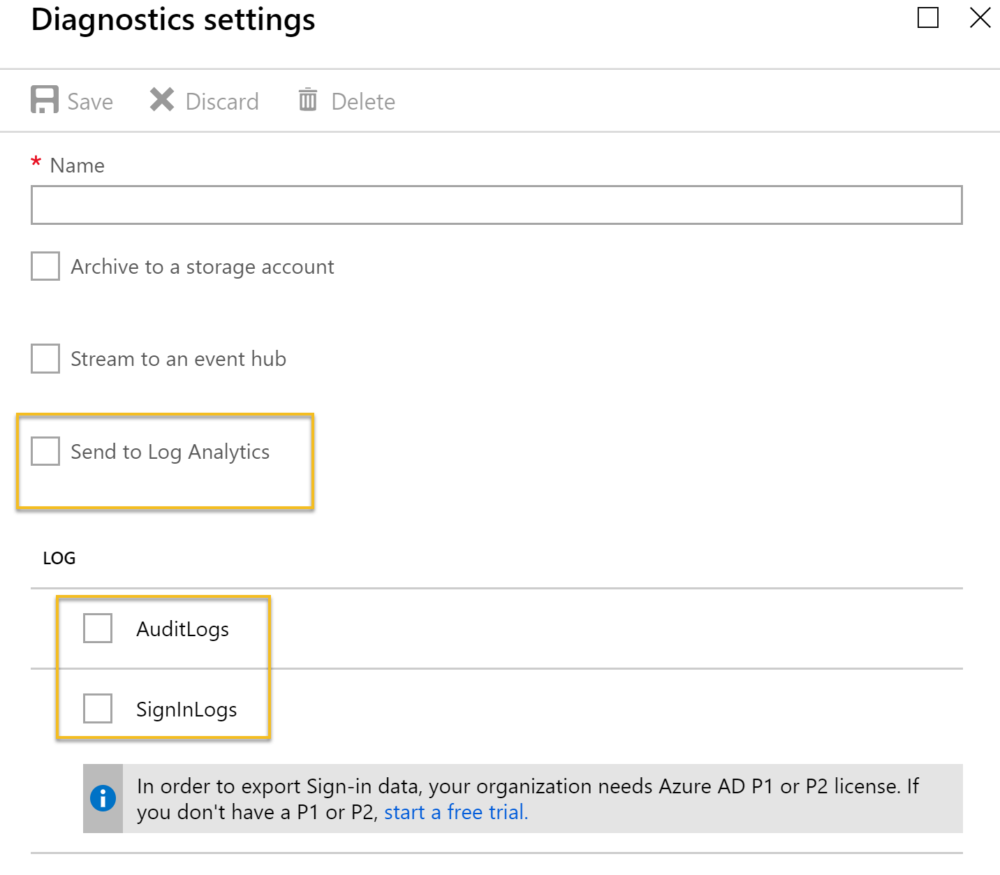 Diagnostics settings
Save Discard Delete
* Name
Archive to a storage account
Stream to an event hub
Send to Log Analytics
LOG
AuditLogs
SignInLogs
In order to export Sign-in data, your organization needs Azure AD P1 or P2 license. If
you don't have a P1 or P2, start a free trial.